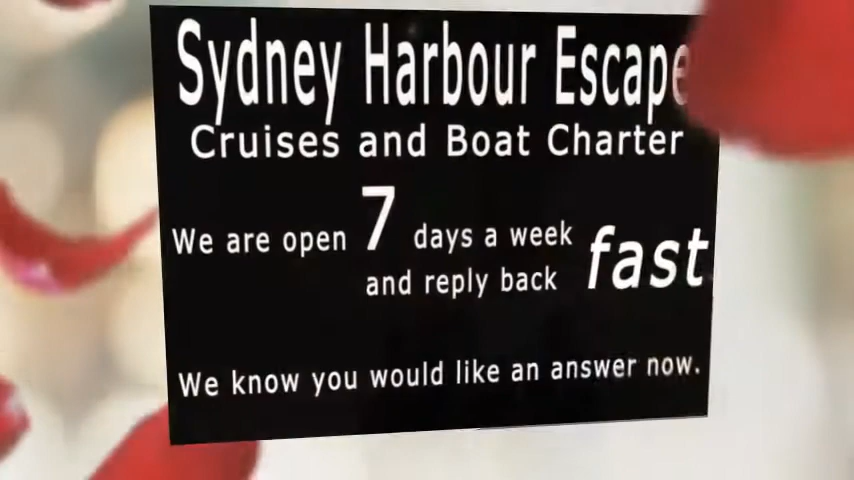 Sydney Harbour Escape
Cruises and Boat Charter
We are open 7 days a week
and reply back fast
We know you would like an answer now.